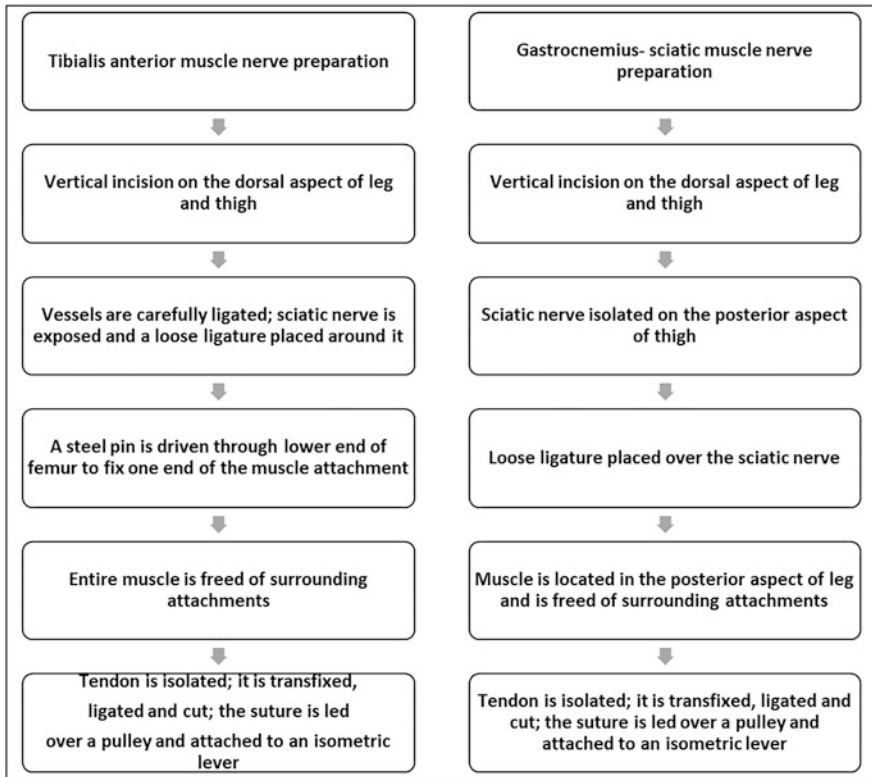 Tibialis anterior muscle nerve preparation
Vertical incision on the dorsal aspect of leg
and thigh
Vessels are carefully ligated; sciatic nerve is
exposed and a loose ligature placed around it
A steel pin is driven through lower end of
femur to fix one end of the muscle attachment
Entire muscle is freed of surrounding
attachments
Tendon is isolated; it is transfixed,
ligated and cut; the suture is led
over a pulley and attached to an isometric
lever
Gastrocnemius- sciatic muscle nerve
preparation
Vertical incision on the dorsal aspect of leg
and thigh
Sciatic nerve isolated on the posterior aspect
of thigh
Loose ligature placed over the sciatic nerve
Muscle is located in the posterior aspect of leg
and is freed of surrounding attachments
Tendon is isolated; it is transfixed, ligated and
cut; the suture is led over a pulley and
attached to an isometric lever